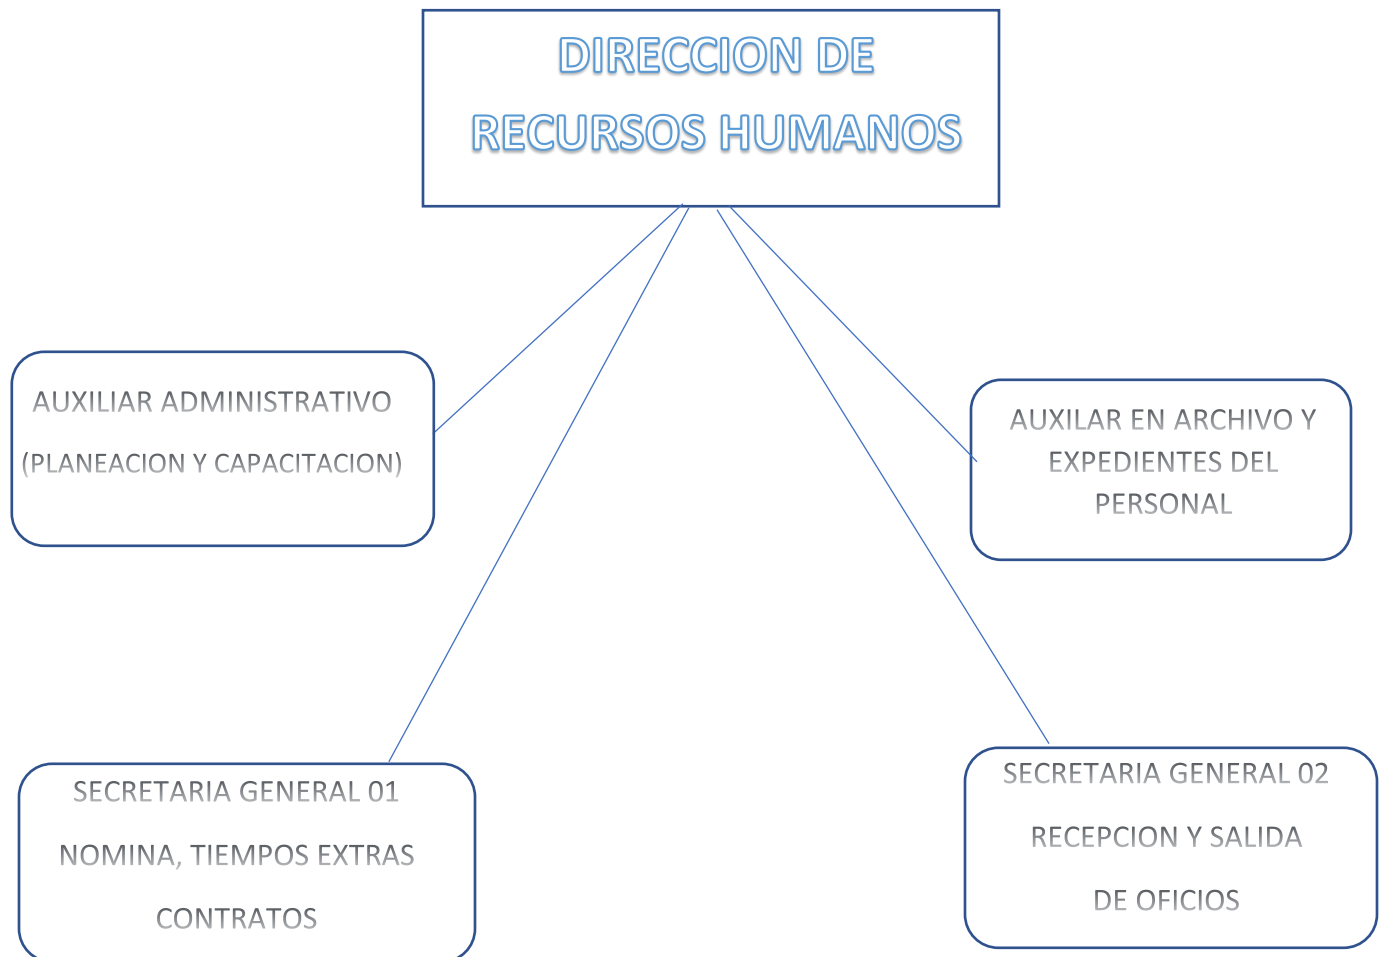 DIRECCION DE
RECURSOS HUMANOS
AUXILIAR ADMINISTRATIVO
(PLANEACION Y CAPACITACION)
AUXILAR EN ARCHIVO Y
EXPEDIENTES DEL
PERSONAL
SECRETARIA GENERAL 01
NOMINA, TIEMPOS EXTRAS
CONTRATOS
SECRETARIA GENERAL 02
RECEPCION Y SALIDA
DE OFICIOS